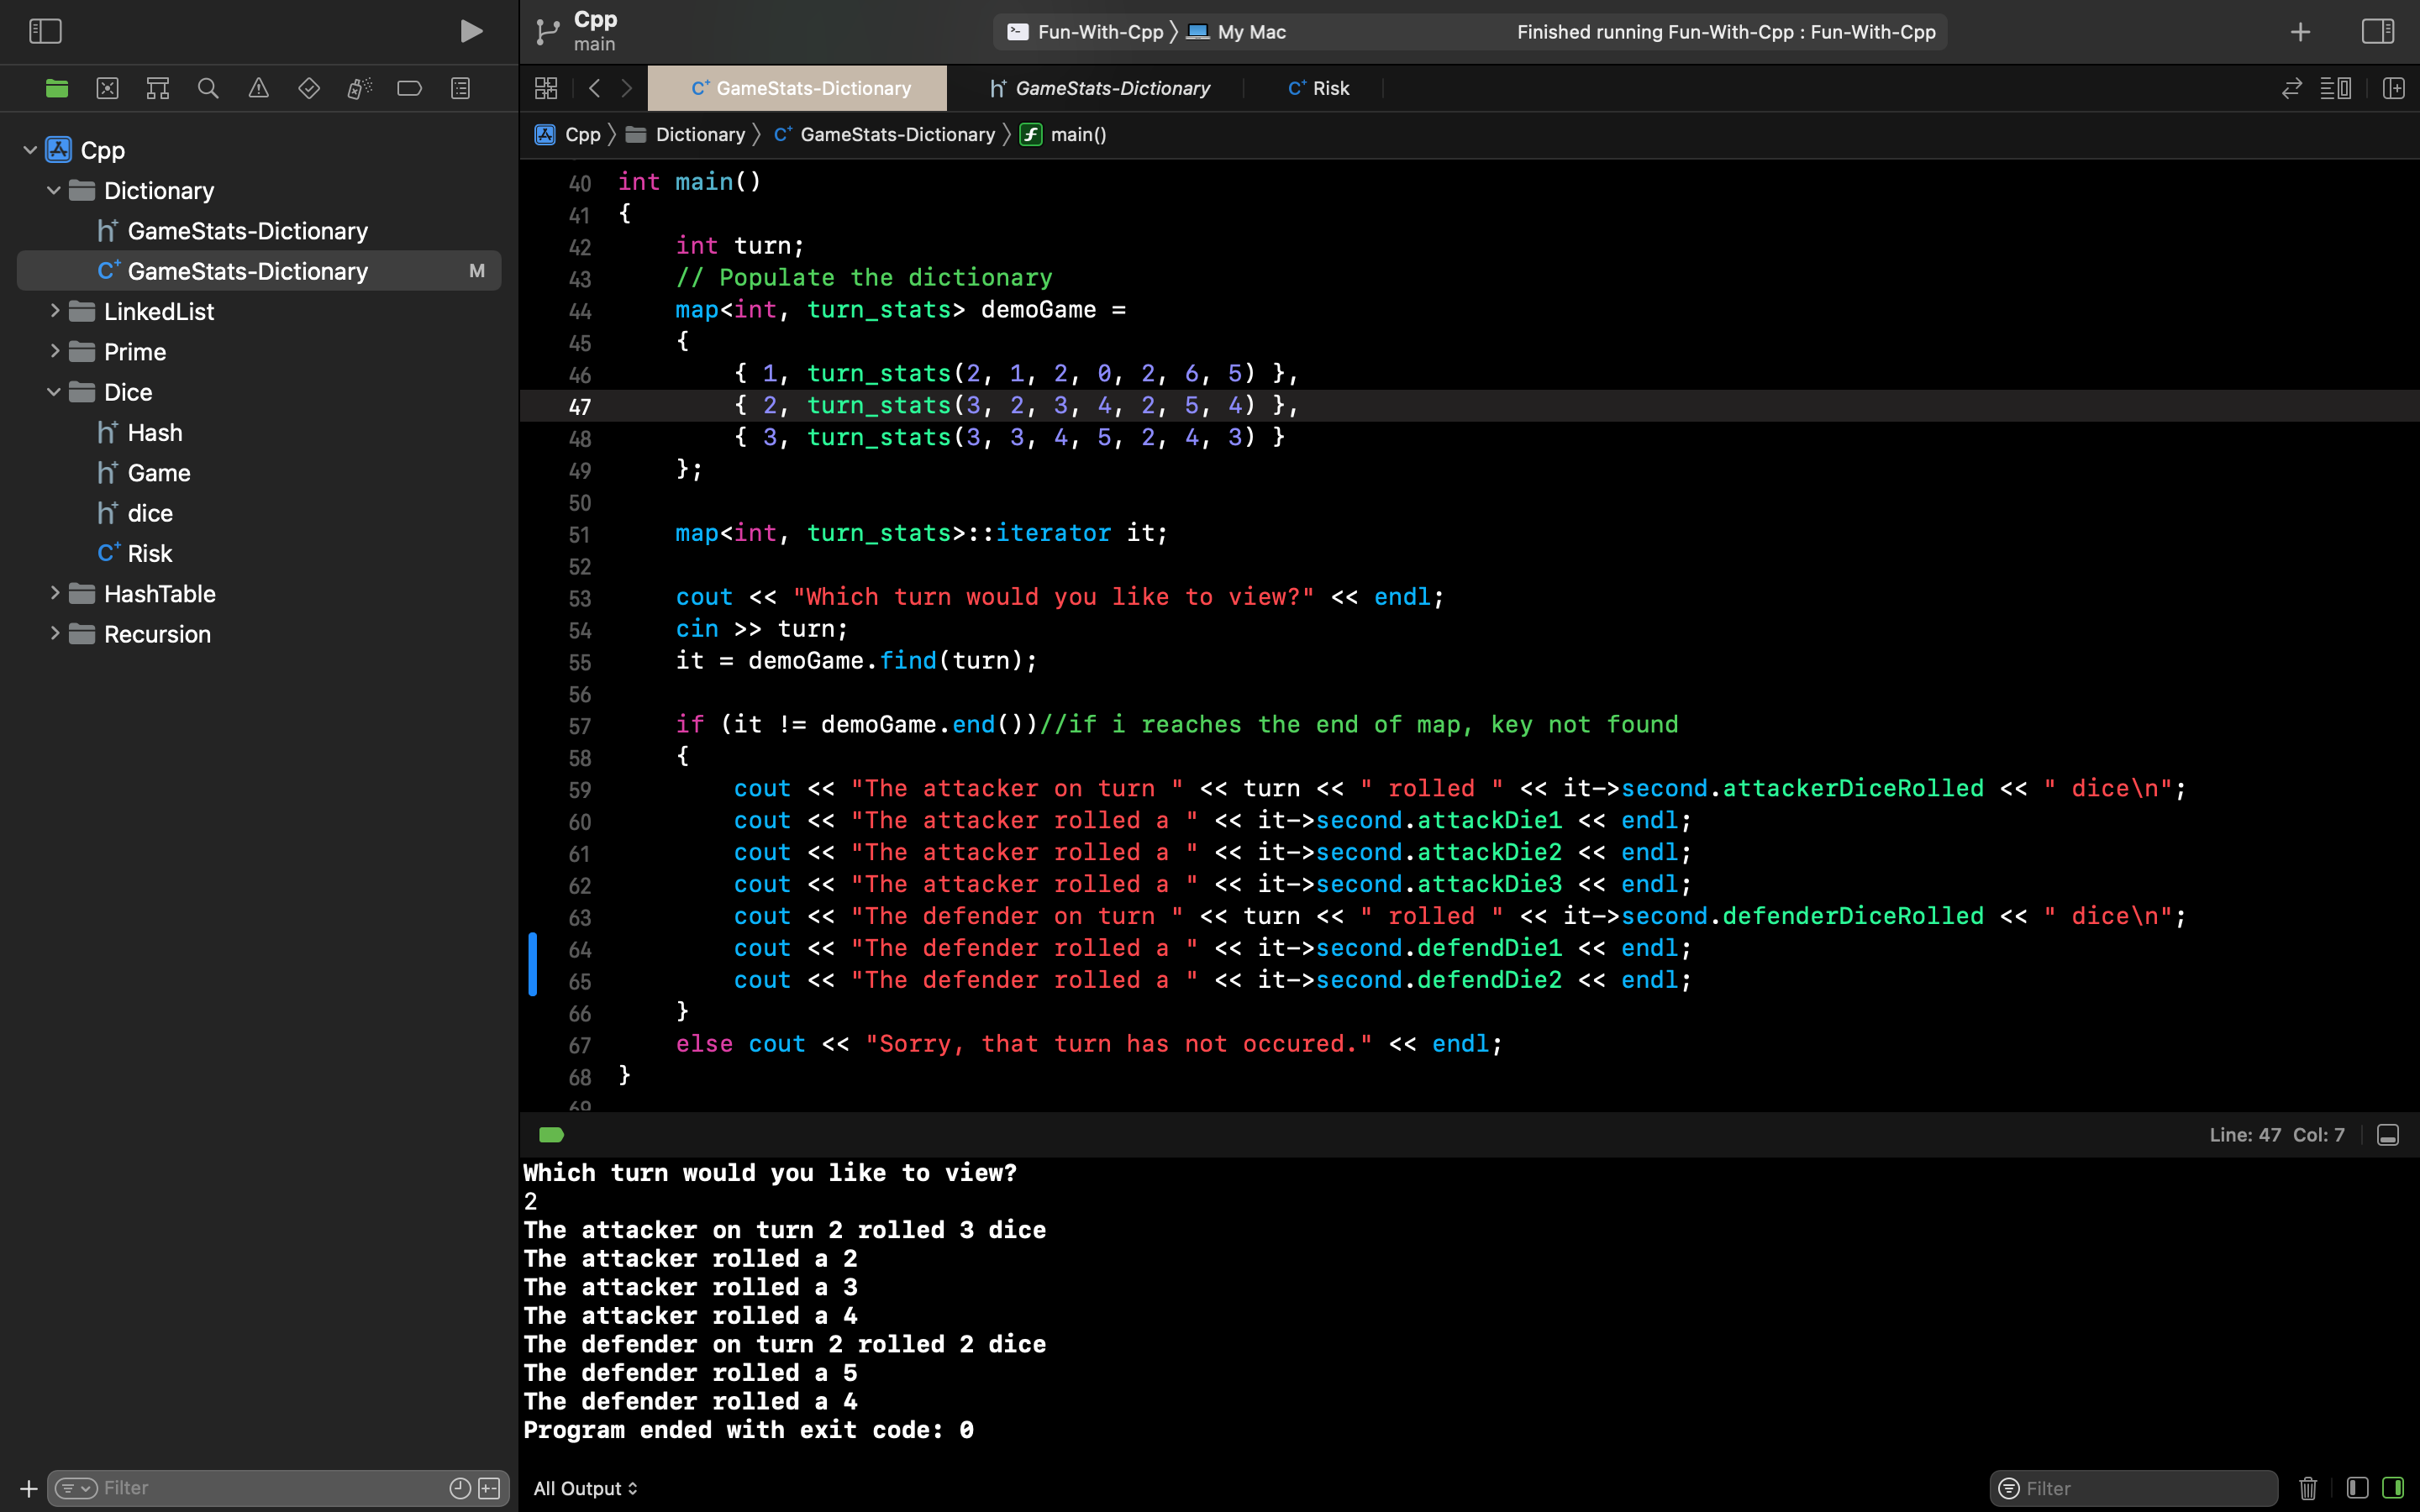 Cpp
main
Fun-With-Cpp
My Mac
Finished running Fun-With-Cpp : Fun-With-Cpp
GameStats-Dictionary
GameStats-Dictionary
Risk
Cpp
Dictionary
GameStats-Dictionary
main()
Cpp
Dictionary
GameStats-Dictionary
GameStats-Dictionary M
LinkedList
Prime
Dice
Hash
Game
dice
Risk
HashTable
Recursion
Filter
40 int main()
41 {
42 int turn;
43 // Populate the dictionary
44 map<int, turn_stats> demoGame =
45 {
46 { 1, turn_stats(2, 1, 2, 0, 2, 6, 5) },
47 { 2, turn_stats(3, 2, 3, 4, 2, 5, 4) },
48 { 3, turn_stats(3, 3, 4, 5, 2, 4, 3) }
49 };
50
51 map<int, turn_stats>::iterator it;
52
53 cout << "Which turn would you like to view?" << endl;
54 cin >> turn;
55 it = demoGame.find(turn);
56
57 if (it != demoGame.end())//if i reaches the end of map, key not found
58 {
59 cout << "The attacker on turn " << turn << " rolled " << it->second.attackerDiceRolled << " dice\n";
60 cout << "The attacker rolled a " << it->second.attackDie1 << endl;
61 cout << "The attacker rolled a " << it->second.attackDie2 << endl;
62 cout << "The attacker rolled a " << it->second.attackDie3 << endl;
63 cout << "The defender on turn " << turn << " rolled " << it->second.defenderDiceRolled << " dice\n";
64 cout << "The defender rolled a " << it->second.defendDie1 << endl;
65 cout << "The defender rolled a " << it->second.defendDie2 << endl;
66 }
67 else cout << "Sorry, that turn has not occured." << endl;
68 }
69
Line: 47 Col: 7
Which turn would you like to view?
2
The attacker on turn 2 rolled 3 dice
The attacker rolled a 2
The attacker rolled a 3
The attacker rolled a 4
The defender on turn 2 rolled 2 dice
The defender rolled a 5
The defender rolled a 4
Program ended with exit code: 0
All Output
Filter